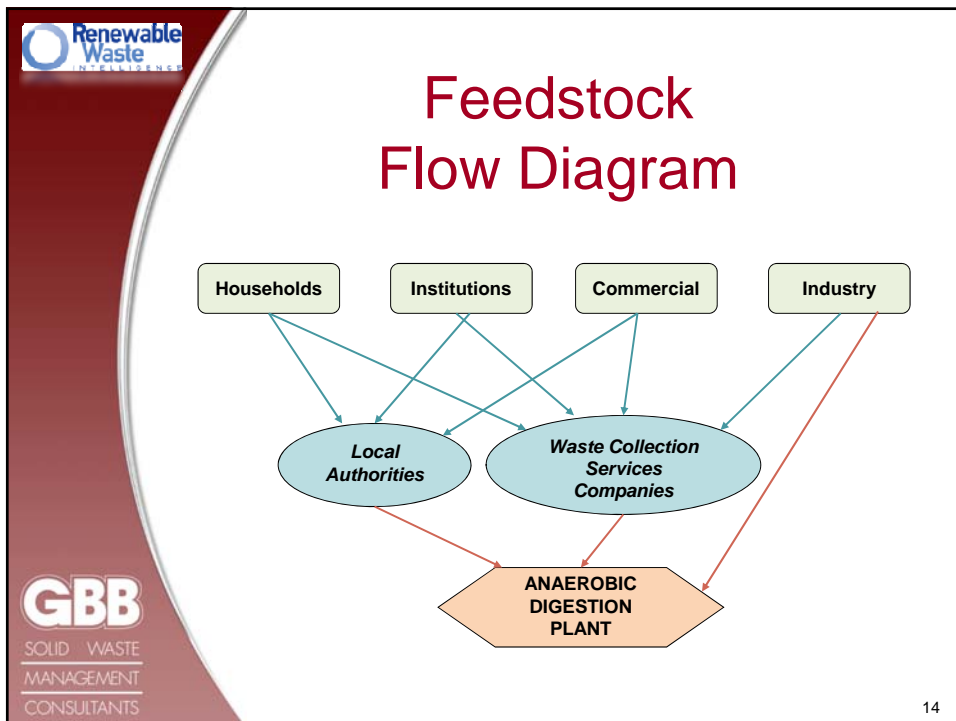 Renewable
Waste
INTELLIGENCE
Feedstock
Flow Diagram
Households
Institutions
Commercial
Industry
Local
Authorities
Waste Collection
Services
Companies
ANAEROBIC
DIGESTION
PLANT
GBB
SOLID WASTE
MANAGEMENT
CONSULTANTS
14